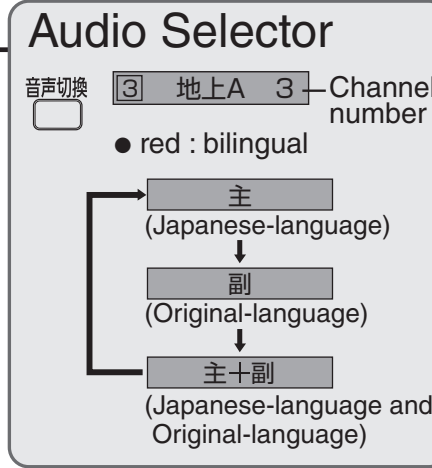 Audio Selector
音声切換
3 地上A 3 Channel
number
● red : bilingual
主
(Japanese-language)
副
(Original-language)
主＋副
(Japanese-language and
Original-language)